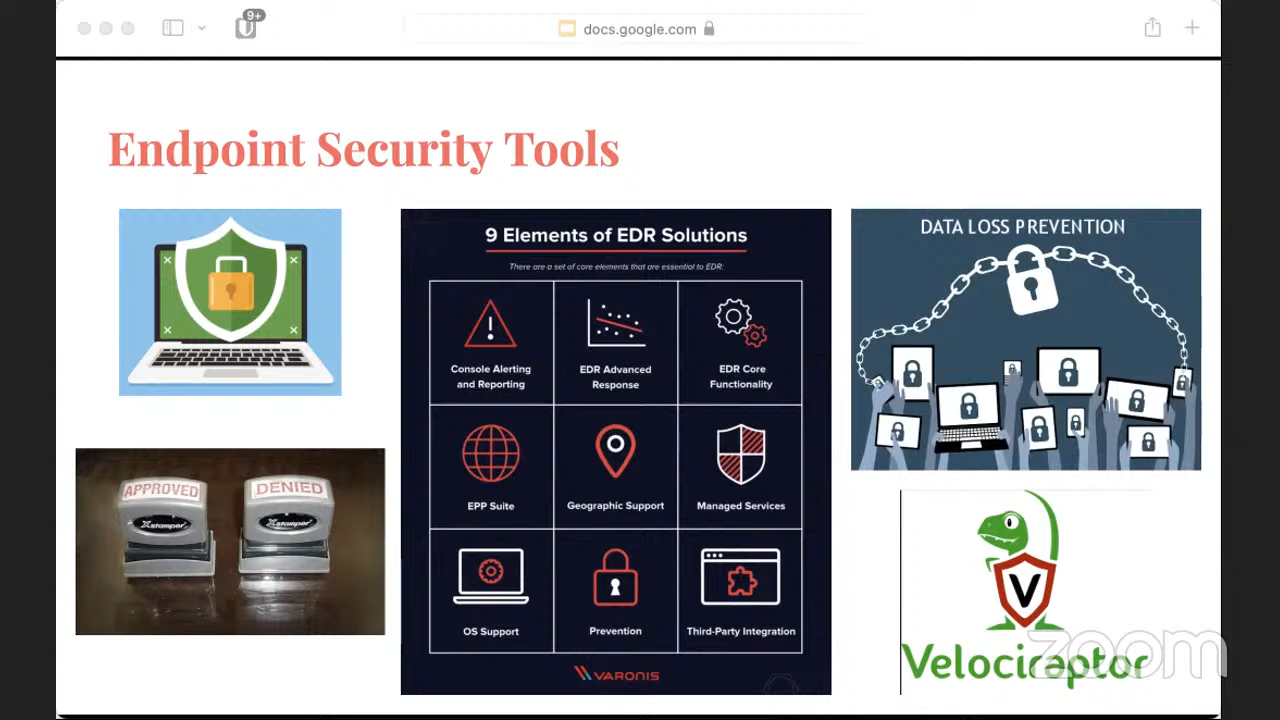 9+
docs.google.com
Endpoint Security Tools
APPROVED
Xstamper
DENIED
Xstamper
9 Elements of EDR Solutions
There are a set of core elements that are essential to EDR:
Console Alerting
and Reporting
EDR Advanced
Response
EDR Core
Functionality
EPP Suite
Geographic Support
Managed Services
OS Support
Prevention
Third-Party Integration
VARONIS
DATA LOSS PREVENTION
V
Velociraptor
zoom